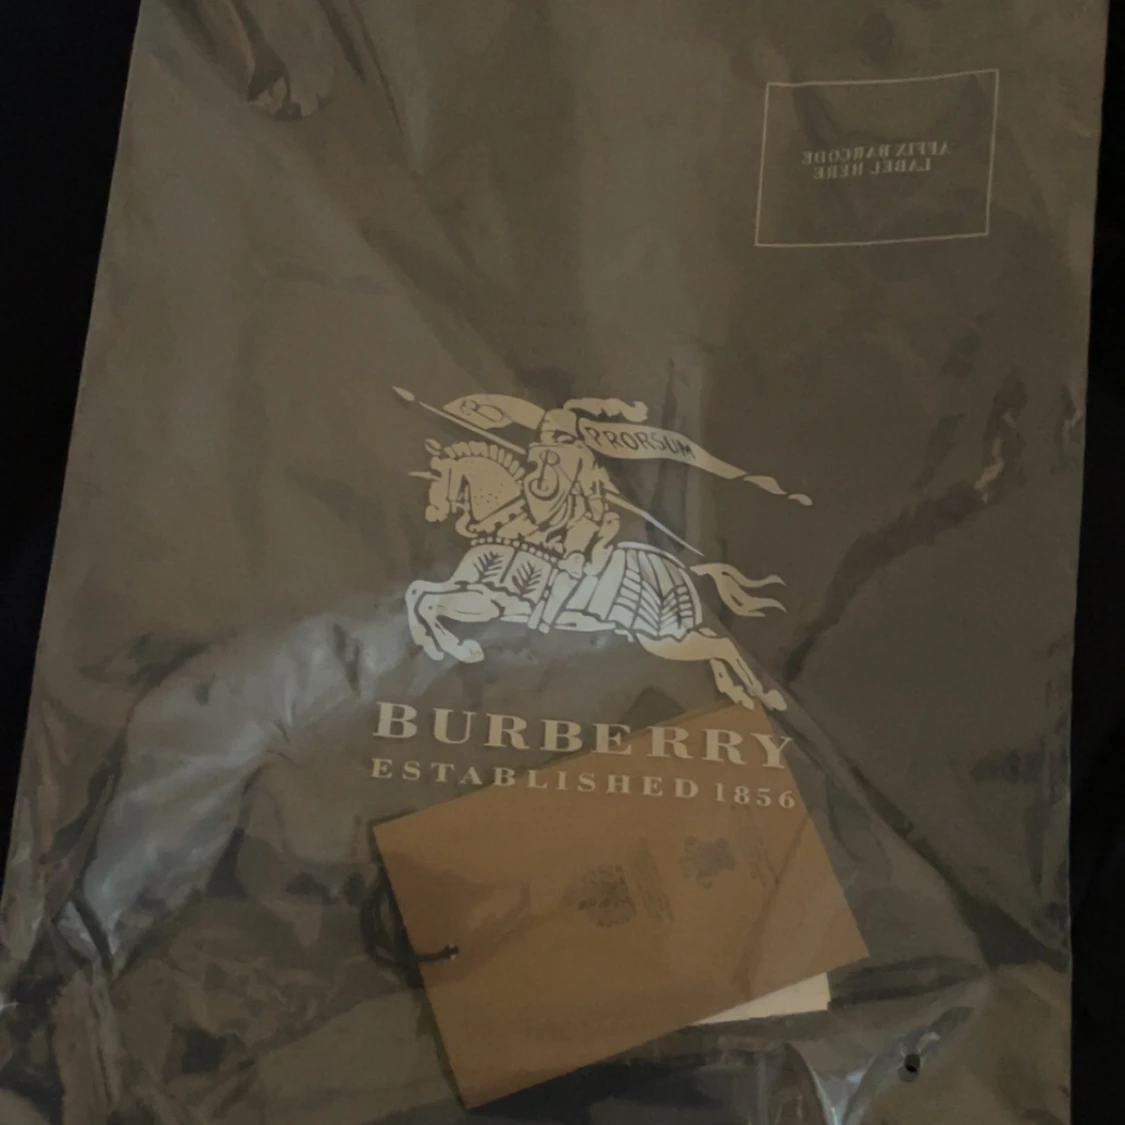 AFFIX BARCODE
LABEL HERE
PRORSUM
B
BURBERRY
ESTABLISHED 1856